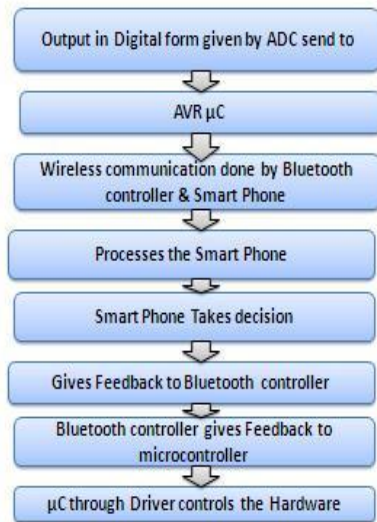 Output in Digital form given by ADC send to
AVR µC
Wireless communication done by Bluetooth
controller & Smart Phone
Processes the Smart Phone
Smart Phone Takes decision
Gives Feedback to Bluetooth controller
Bluetooth controller gives Feedback to
microcontroller
µC through Driver controls the Hardware